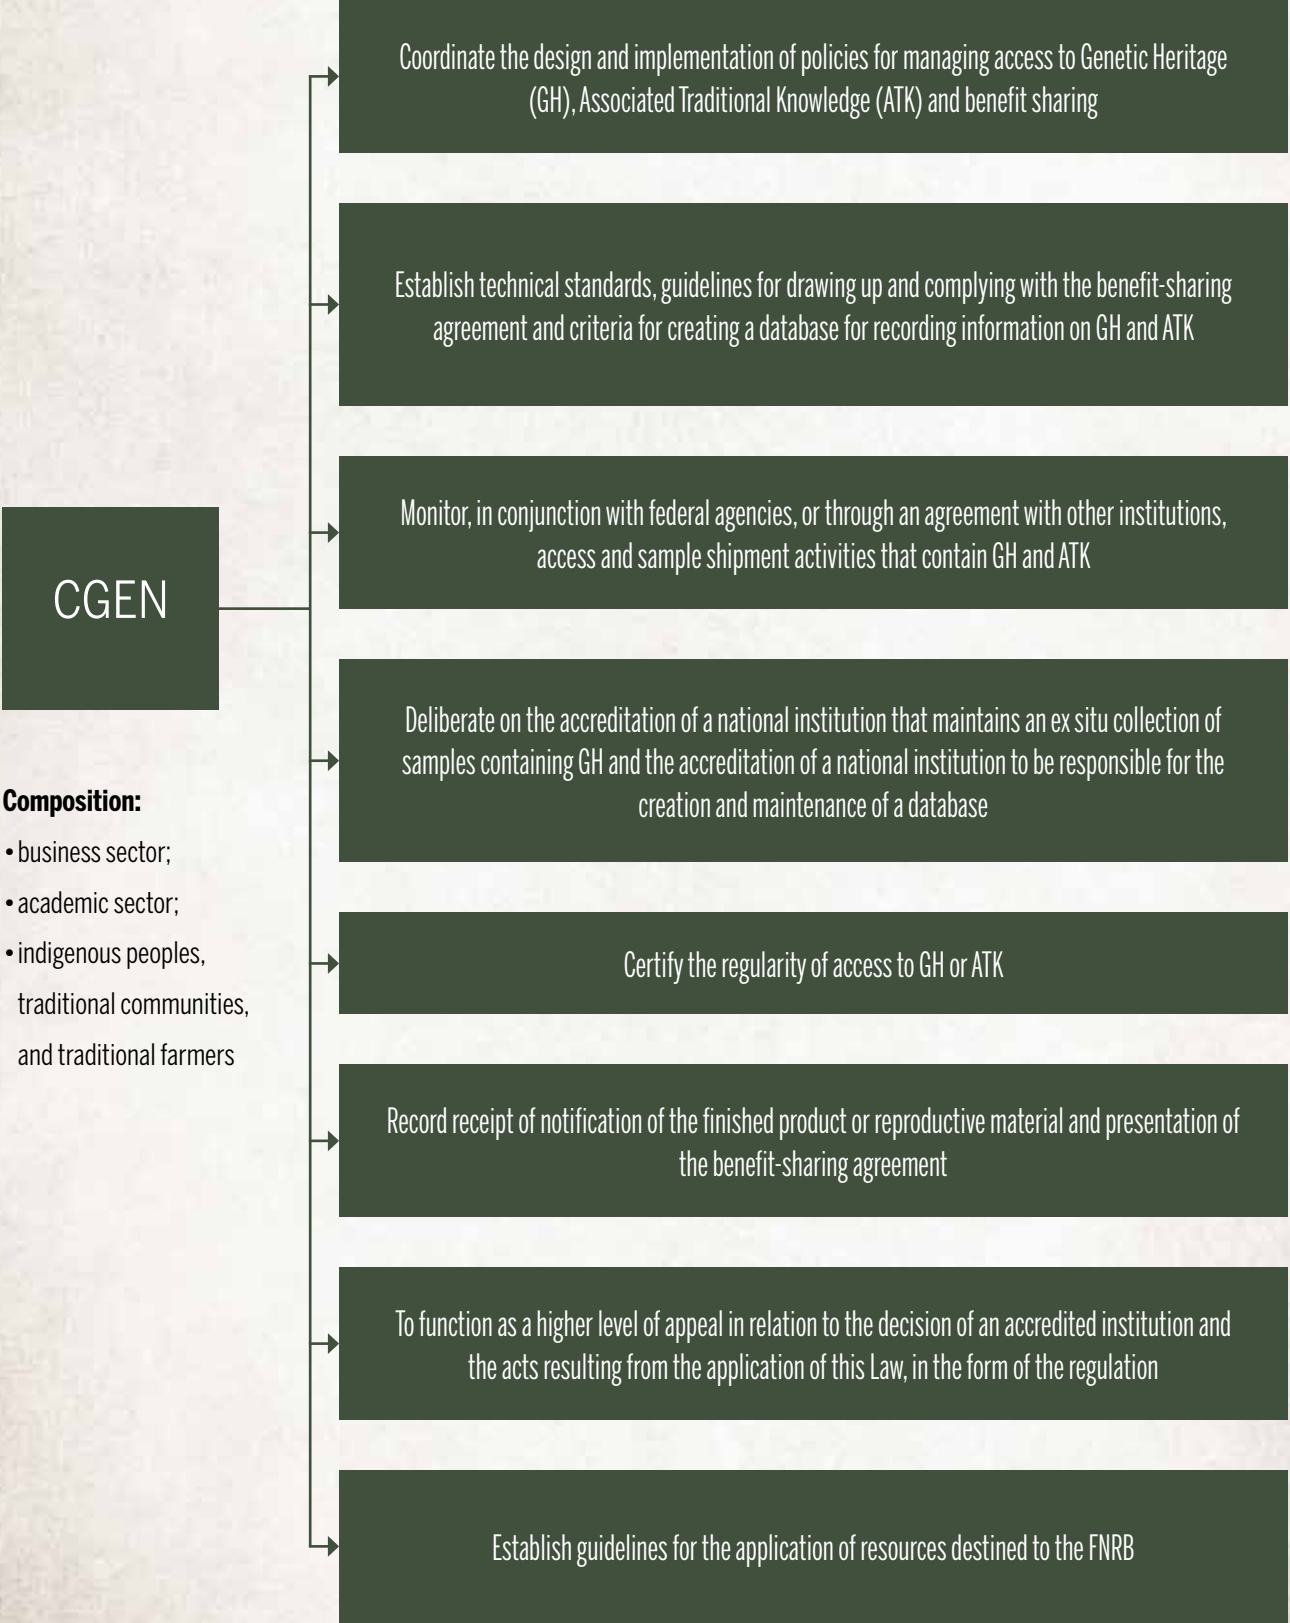 Coordinate the design and implementation of policies for managing access to Genetic Heritage
(GH), Associated Traditional Knowledge (ATK) and benefit sharing
Establish technical standards, guidelines for drawing up and complying with the benefit-sharing
agreement and criteria for creating a database for recording information on GH and ATK
Monitor, in conjunction with federal agencies, or through an agreement with other institutions,
access and sample shipment activities that contain GH and ATK
CGEN
Deliberate on the accreditation of a national institution that maintains an ex situ collection of
samples containing GH and the accreditation of a national institution to be responsible for the
creation and maintenance of a database
Composition:
• business sector;
• academic sector;
• indigenous peoples,
traditional communities,
and traditional farmers
Certify the regularity of access to GH or ATK
Record receipt of notification of the finished product or reproductive material and presentation of
the benefit-sharing agreement
To function as a higher level of appeal in relation to the decision of an accredited institution and
the acts resulting from the application of this Law, in the form of the regulation
Establish guidelines for the application of resources destined to the FNRB